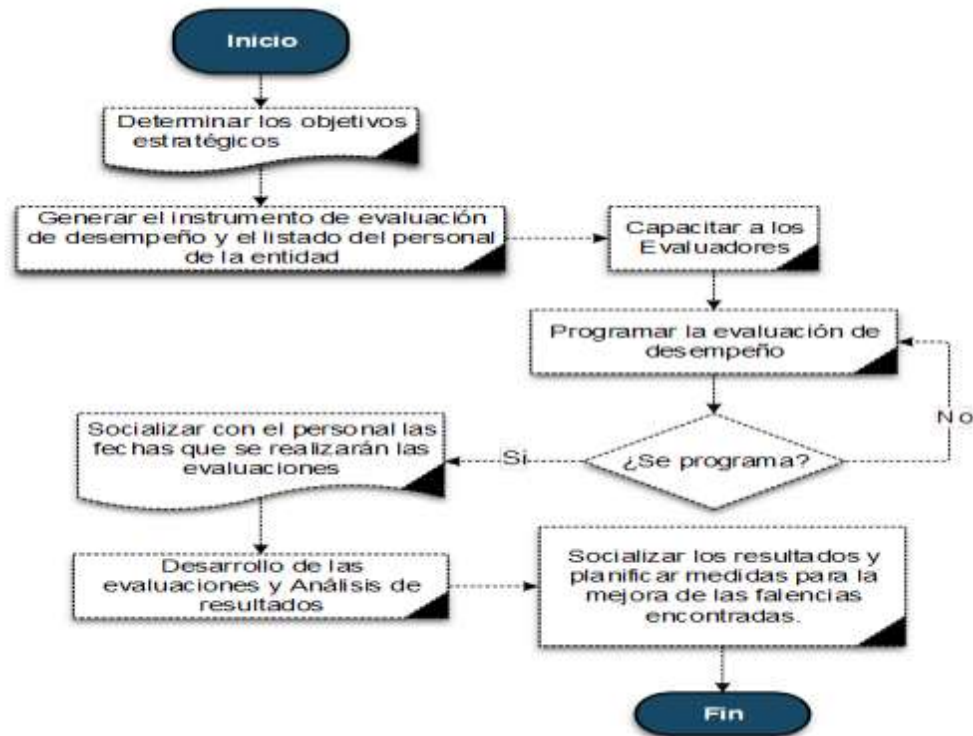 Inicio
Determinar los objetivos
estratégicos
Generar el instrumento de evaluación
de desempeño y el listado del personal
de la entidad
Capacitar a los
Evaluadores
Programar la evaluación de
desempeño
No
¿Se programa?
Si
Socializar con el personal las
fechas que se realizarán las
evaluaciones
Desarrollo de las
evaluaciones y Análisis de
resultados
Socializar los resultados y
planificar medidas para la
mejora de las falencias
encontradas.
Fin